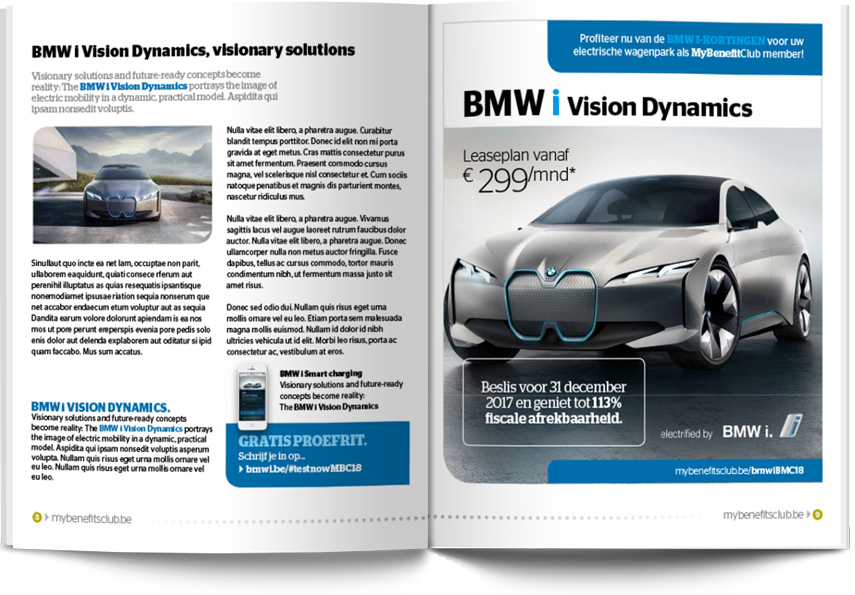 BMW i Vision Dynamics, visionary solutions
Visionary solutions and future-ready concepts become
reality: The BMW i Vision Dynamics portrays the image of
electric mobility in a dynamic, practical model. Aspidita qui
ipsam nonsedit voluptis.
Sinullaut quo incte ea net lam, occuptae non parit,
ullaborem eaquidunt, quiati consece rferum aut
perenihil illuptatus as quias resequatis ipsantisque
nonemodiamet ipsusae riation sequia nonserum que
net accabor endaecum etum voluptur aut as sequia
Dandita earum volore dolorunt apiendam is ea nos
mos ut pore perunt ereperspis evenia pore pedis solo
enis dolor aut delenda explaborem aut oditatur si ipid
quam faccabo. Mus sum accatus.
BMW i VISION DYNAMICS.
Visionary solutions and future-ready concepts
become reality: The BMW i Vision Dynamics portrays
the image of electric mobility in a dynamic, practical
model. Aspidita qui ipsam nonsedit voluptis asperum
volupta. Nullam quis risus eget urna mollis ornare vel
eu leo. Nullam quis risus eget urna mollis ornare vel
eu leo.
Nulla vitae elit libero, a pharetra augue. Curabitur
blandit tempus porttitor. Donec id elit non mi porta
gravida at eget metus. Cras mattis consectetur purus
sit amet fermentum. Praesent commodo cursus
magna, vel scelerisque nisl consectetur et. Cum sociis
natoque penatibus et magnis dis parturient montes,
nascetur ridiculus mus.
Nulla vitae elit libero, a pharetra augue. Vivamus
sagittis lacus vel augue laoreet rutrum faucibus dolor
auctor. Nulla vitae elit libero, a pharetra augue. Donec
ullamcorper nulla non metus auctor fringilla. Fusce
dapibus, tellus ac cursus commodo, tortor mauris
condimentum nibh, ut fermentum massa justo sit
amet risus.
Donec sed odio dui. Nullam quis risus eget urna
mollis ornare vel eu leo. Etiam porta sem malesuada
magna mollis euismod. Nullam id dolor id nibh
ultricies vehicula ut id elit. Morbi leo risus, porta ac
consectetur ac, vestibulum at eros.
BMW i Smart charging
Visionary solutions and future-ready
concepts become reality:
The BMW i Vision Dynamics
GRATIS PROEFRIT.
Schrijf je in op...
bmwi.be/#testnowMBC18
8 mybenefitsclub.be
Profiteer nu van de BMW I-KORTINGEN voor uw
electrische wagenpark als MyBenefitClub member!
BMW i Vision Dynamics
Leaseplan vanaf
€ 299/mnd*
Beslis voor 31 december
2017 en geniet tot 113%
fiscale afrekbaarheid.
electrified by BMW i.
mybenefitsclub.be/bmwiBMC18
mybenefitsclub.be 9